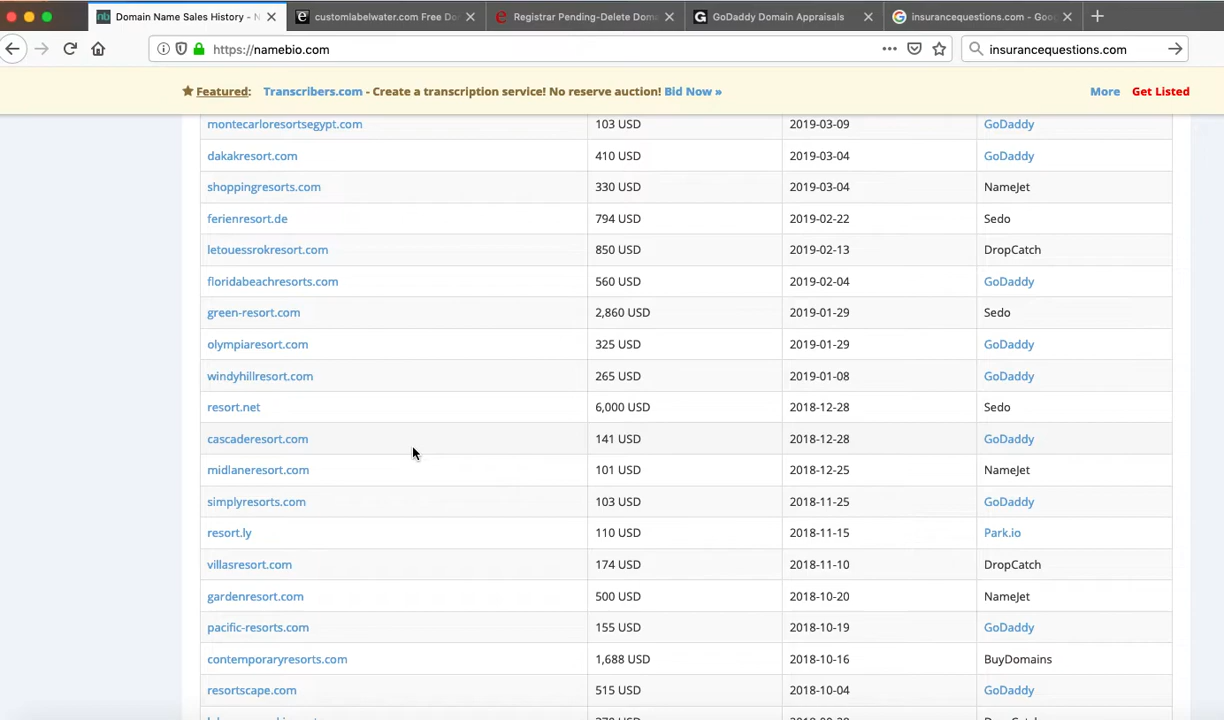 Domain Name Sales History - N
customlabelwater.com Free Do
Registrar Pending-Delete Dom
GoDaddy Domain Appraisals
insurancequestions.com - Goo
https://namebio.com
insurancequestions.com
Featured: Transcribers.com - Create a transcription service! No reserve auction! Bid Now »
More Get Listed
montecarloresortsegypt.com 103 USD 2019-03-09 GoDaddy
dakakresort.com 410 USD 2019-03-04 GoDaddy
shoppingresorts.com 330 USD 2019-03-04 NameJet
ferienresort.de 794 USD 2019-02-22 Sedo
letouessrokresort.com 850 USD 2019-02-13 DropCatch
floridabeachresorts.com 560 USD 2019-02-04 GoDaddy
green-resort.com 2,860 USD 2019-01-29 Sedo
olympiaresort.com 325 USD 2019-01-29 GoDaddy
windyhillresort.com 265 USD 2019-01-08 GoDaddy
resort.net 6,000 USD 2018-12-28 Sedo
cascaderesort.com 141 USD 2018-12-28 GoDaddy
midlaneresort.com 101 USD 2018-12-25 NameJet
simplyresorts.com 103 USD 2018-11-25 GoDaddy
resort.ly 110 USD 2018-11-15 Park.io
villasresort.com 174 USD 2018-11-10 DropCatch
gardenresort.com 500 USD 2018-10-20 NameJet
pacific-resorts.com 155 USD 2018-10-19 GoDaddy
contemporaryresorts.com 1,688 USD 2018-10-16 BuyDomains
resortscape.com 515 USD 2018-10-04 GoDaddy